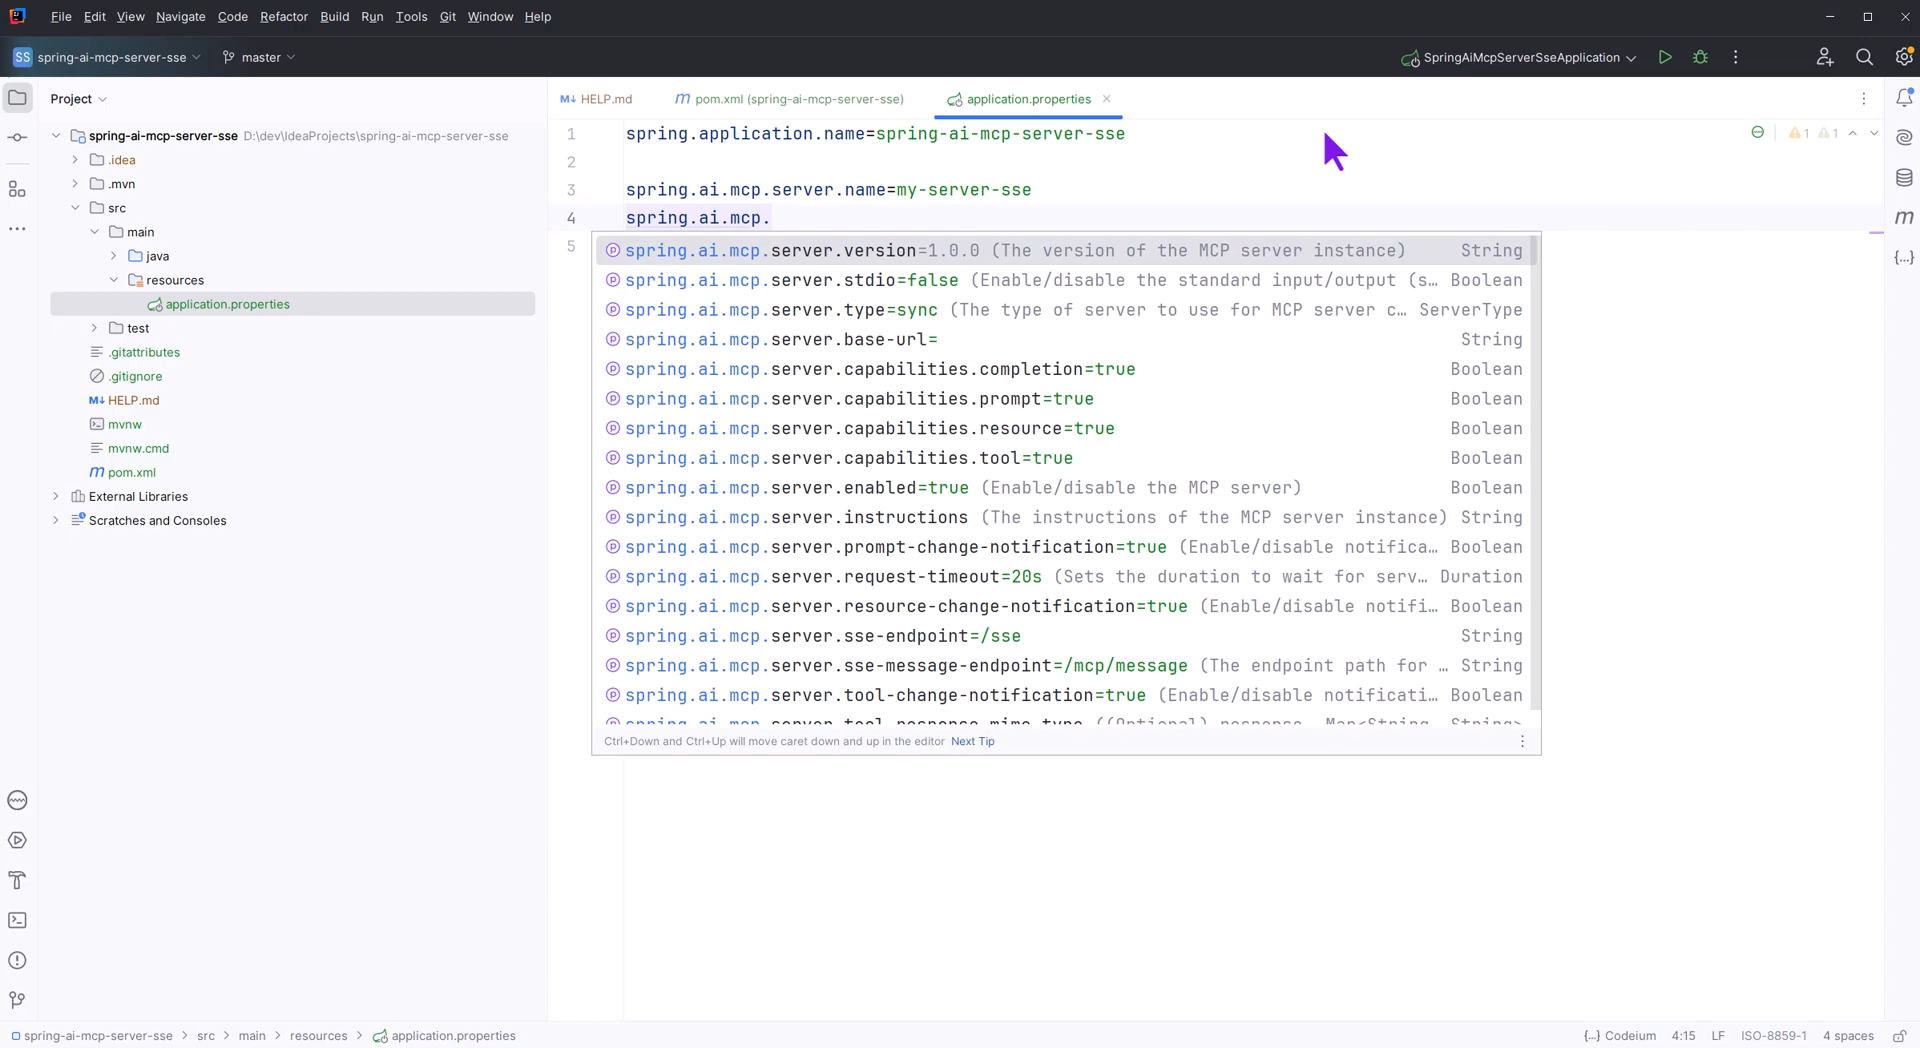 File Edit View Navigate Code Refactor Build Run Tools Git Window Help
SS spring-ai-mcp-server-sse master SpringAiMcpServerSseApplication
Project
HELP.md pom.xml (spring-ai-mcp-server-sse) application.properties
spring-ai-mcp-server-sse D:\dev\IdeaProjects\spring-ai-mcp-server-sse
.idea
.mvn
src
main
java
resources
application.properties
test
.gitattributes
.gitignore
M↓ HELP.md
mvnw
mvnw.cmd
m pom.xml
External Libraries
Scratches and Consoles
1 spring.application.name=spring-ai-mcp-server-sse
1 1
2
3 spring.ai.mcp.server.name=my-server-sse
4 spring.ai.mcp.
5
spring.ai.mcp.server.version=1.0.0 (The version of the MCP server instance) String
spring.ai.mcp.server.stdio=false (Enable/disable the standard input/output (s… Boolean
spring.ai.mcp.server.type=sync (The type of server to use for MCP server c… ServerType
spring.ai.mcp.server.base-url= String
spring.ai.mcp.server.capabilities.completion=true Boolean
spring.ai.mcp.server.capabilities.prompt=true Boolean
spring.ai.mcp.server.capabilities.resource=true Boolean
spring.ai.mcp.server.capabilities.tool=true Boolean
spring.ai.mcp.server.enabled=true (Enable/disable the MCP server) Boolean
spring.ai.mcp.server.instructions (The instructions of the MCP server instance) String
spring.ai.mcp.server.prompt-change-notification=true (Enable/disable notifica… Boolean
spring.ai.mcp.server.request-timeout=20s (Sets the duration to wait for serv… Duration
spring.ai.mcp.server.resource-change-notification=true (Enable/disable notifi… Boolean
spring.ai.mcp.server.sse-endpoint=/sse String
spring.ai.mcp.server.sse-message-endpoint=/mcp/message (The endpoint path for … String
spring.ai.mcp.server.tool-change-notification=true (Enable/disable notificati… Boolean
spring.ai.mcp.server.tool-response-mime-type ((Optional) response… Map<String, String>
Ctrl+Down and Ctrl+Up will move caret down and up in the editor Next Tip
spring-ai-mcp-server-sse > src > main > resources > application.properties
{...} Codeium 4:15 LF ISO-8859-1 4 spaces